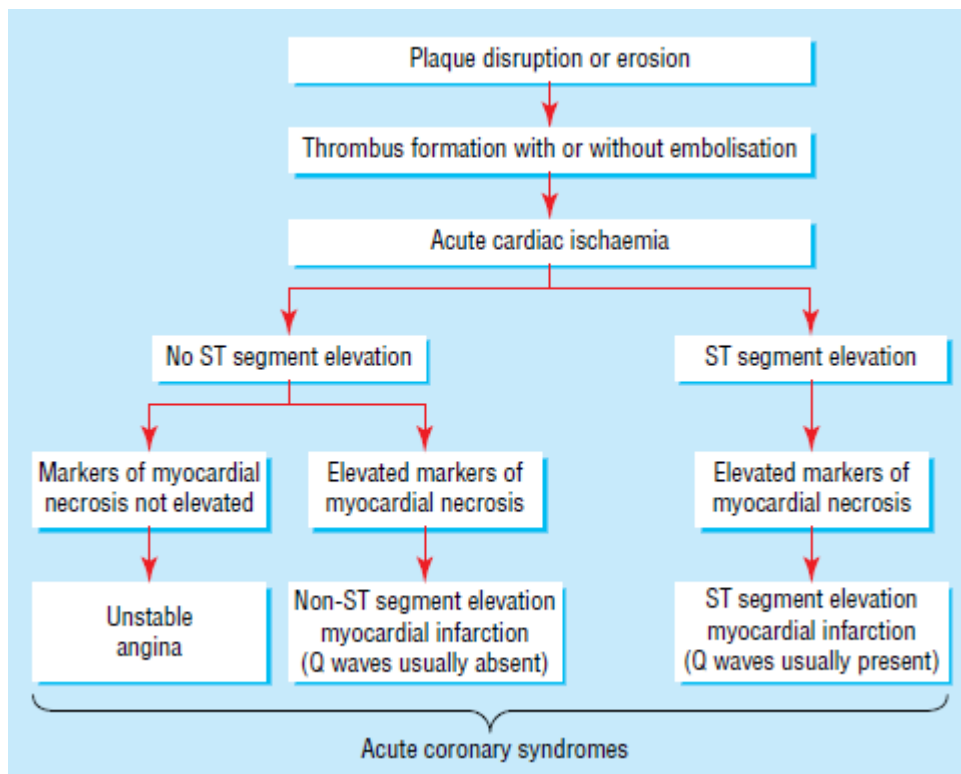 Plaque disruption or erosion
Thrombus formation with or without embolisation
Acute cardiac ischaemia
No ST segment elevation
ST segment elevation
Markers of myocardial
necrosis not elevated
Elevated markers of
myocardial necrosis
Elevated markers of
myocardial necrosis
Unstable
angina
Non-ST segment elevation
myocardial infarction
(Q waves usually absent)
ST segment elevation
myocardial infarction
(Q waves usually present)
Acute coronary syndromes